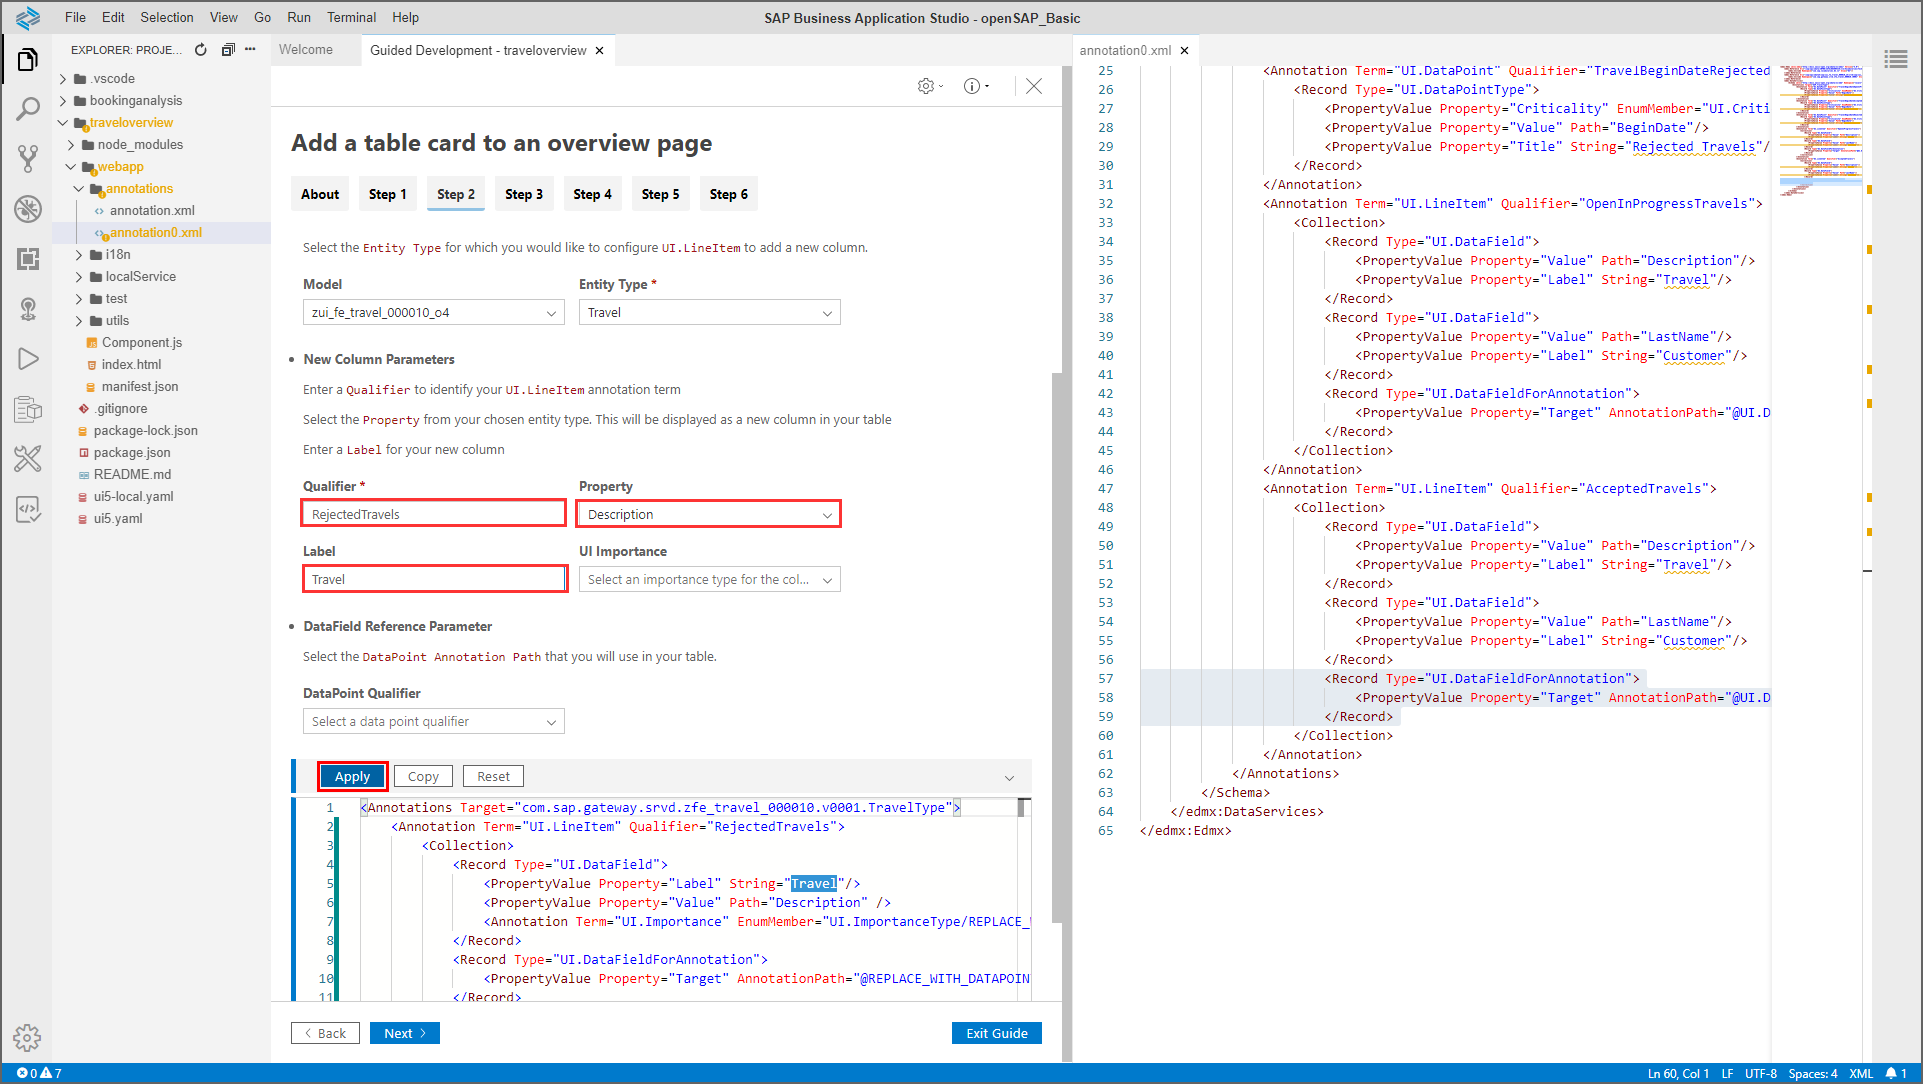 File Edit Selection View Go Run Terminal Help
SAP Business Application Studio - openSAP_Basic
EXPLORER: PROJE...
.vscode
bookinganalysis
traveloverview
node_modules
webapp
annotations
annotation.xml
annotation0.xml
i18n
localService
test
utils
Component.js
index.html
manifest.json
.gitignore
package-lock.json
package.json
README.md
ui5-local.yaml
ui5.yaml
Welcome
Guided Development - traveloverview
Add a table card to an overview page
About Step 1 Step 2 Step 3 Step 4 Step 5 Step 6
Select the Entity Type for which you would like to configure UI.LineItem to add a new column.
Model Entity Type *
zui_fe_travel_000010_o4 Travel
New Column Parameters
Enter a Qualifier to identify your UI.LineItem annotation term
Select the Property from your chosen entity type. This will be displayed as a new column in your table
Enter a Label for your new column
Qualifier * Property
RejectedTravels Description
Label UI Importance
Travel Select an importance type for the col...
DataField Reference Parameter
Select the DataPoint Annotation Path that you will use in your table.
DataPoint Qualifier
Select a data point qualifier
Apply Copy Reset
1 <Annotations Target="com.sap.gateway.srvd.zfe_travel_000010.v0001.TravelType">
2 <Annotation Term="UI.LineItem" Qualifier="RejectedTravels">
3 <Collection>
4 <Record Type="UI.DataField">
5 <PropertyValue Property="Label" String="Travel"/>
6 <PropertyValue Property="Value" Path="Description" />
7 <Annotation Term="UI.Importance" EnumMember="UI.ImportanceType/REPLACE_
8 </Record>
9 <Record Type="UI.DataFieldForAnnotation">
10 <PropertyValue Property="Target" AnnotationPath="@REPLACE_WITH_DATAPOIN
11 </Record>
Back Next Exit Guide
annotation0.xml
25 <Annotation Term="UI.DataPoint" Qualifier="TravelBeginDateRejected
26 <Record Type="UI.DataPointType">
27 <PropertyValue Property="Criticality" EnumMember="UI.Criti
28 <PropertyValue Property="Value" Path="BeginDate"/>
29 <PropertyValue Property="Title" String="Rejected Travels"/
30 </Record>
31 </Annotation>
32 <Annotation Term="UI.LineItem" Qualifier="OpenInProgressTravels">
33 <Collection>
34 <Record Type="UI.DataField">
35 <PropertyValue Property="Value" Path="Description"/>
36 <PropertyValue Property="Label" String="Travel"/>
37 </Record>
38 <Record Type="UI.DataField">
39 <PropertyValue Property="Value" Path="LastName"/>
40 <PropertyValue Property="Label" String="Customer"/>
41 </Record>
42 <Record Type="UI.DataFieldForAnnotation">
43 <PropertyValue Property="Target" AnnotationPath="@UI.D
44 </Record>
45 </Collection>
46 </Annotation>
47 <Annotation Term="UI.LineItem" Qualifier="AcceptedTravels">
48 <Collection>
49 <Record Type="UI.DataField">
50 <PropertyValue Property="Value" Path="Description"/>
51 <PropertyValue Property="Label" String="Travel"/>
52 </Record>
53 <Record Type="UI.DataField">
54 <PropertyValue Property="Value" Path="LastName"/>
55 <PropertyValue Property="Label" String="Customer"/>
56 </Record>
57 <Record Type="UI.DataFieldForAnnotation">
58 <PropertyValue Property="Target" AnnotationPath="@UI.D
59 </Record>
60 </Collection>
61 </Annotation>
62 </Annotations>
63 </Schema>
64 </edmx:DataServices>
65 </edmx:Edmx>
0 7
Ln 60, Col 1 LF UTF-8 Spaces: 4 XML 1